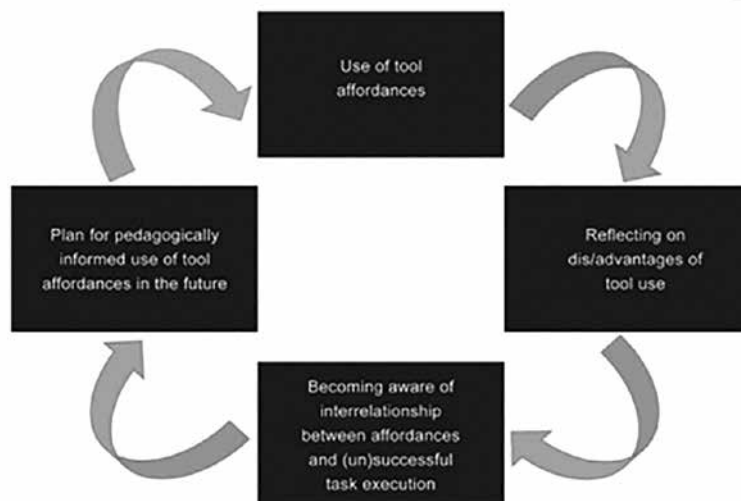 Use of tool
affordances
Plan for pedagogically
informed use of tool
affordances in the future
Reflecting on
dis/advantages of
tool use
Becoming aware of
interrelationship
between affordances
and (un)successful
task execution